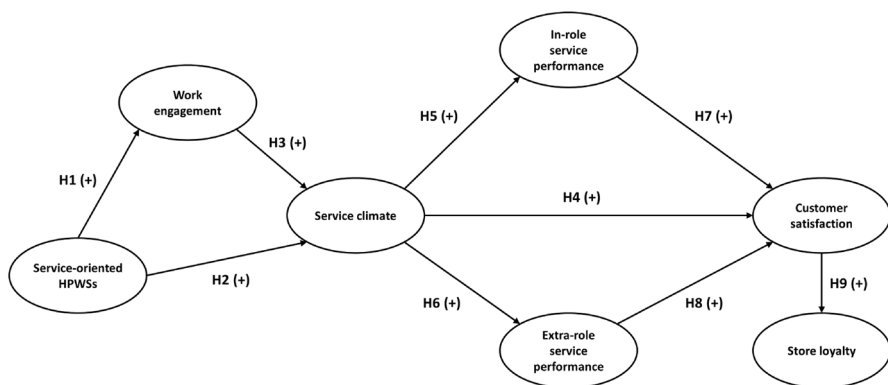 In-role
service
performance
Work
engagement
H5 (+)
H7 (+)
H3 (+)
H1 (+)
H4 (+)
Service climate
Customer
satisfaction
Service-oriented
HPWSs
H2 (+)
H6 (+)
H8 (+)
H9 (+)
Extra-role
service
performance
Store loyalty